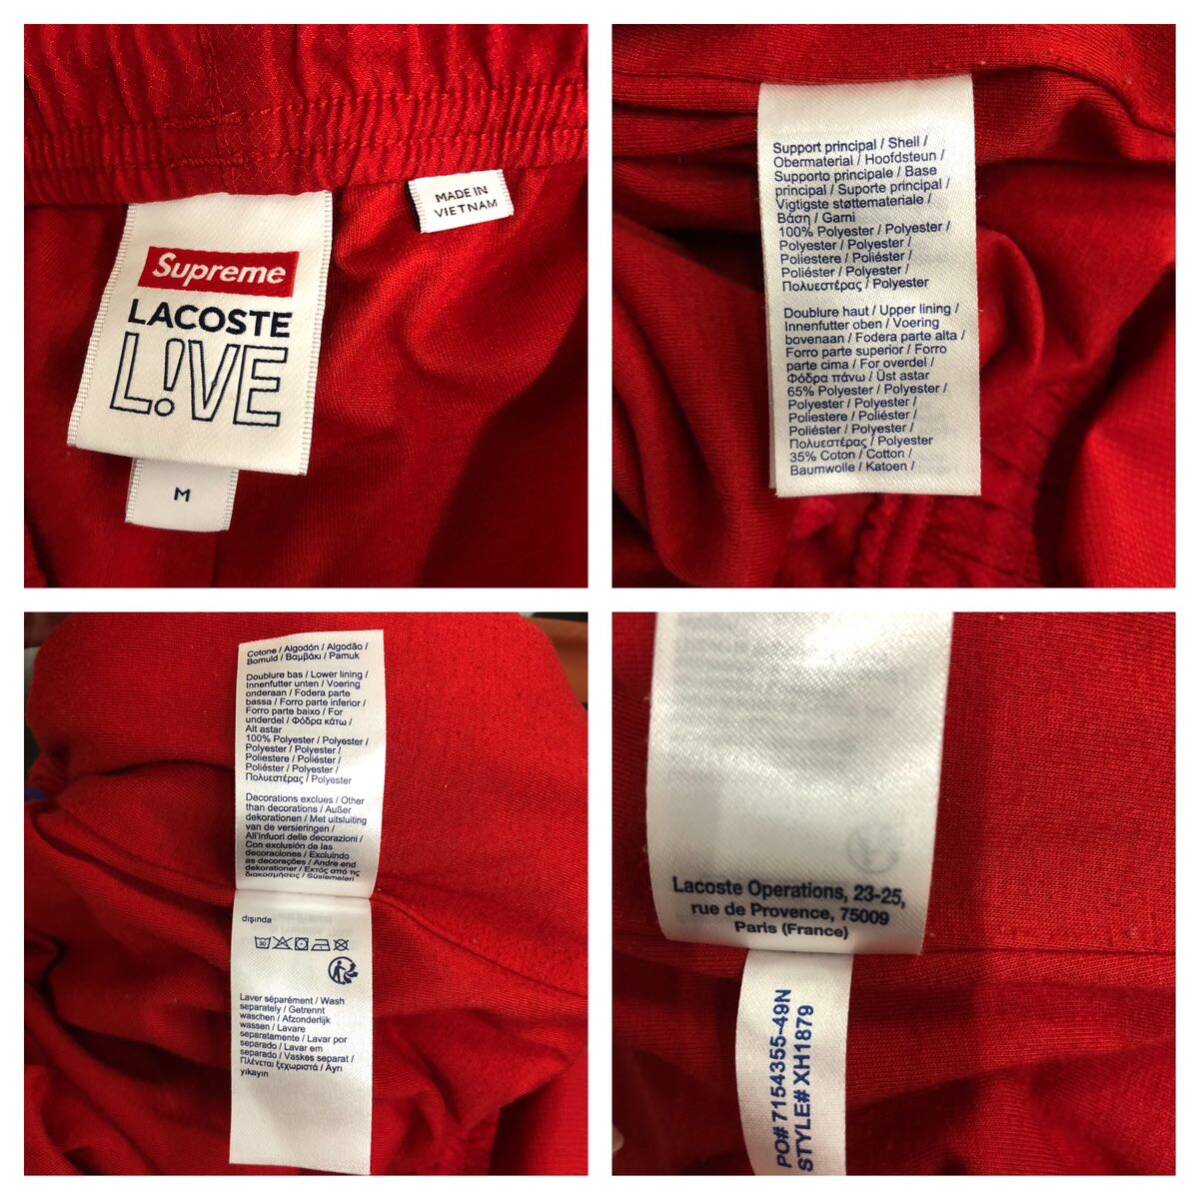 Supreme
LACOSTE
L!VE
M
MADE IN
VIETNAM
Support principal / Shell /
Obermaterial / Hoofdsteun /
Supporto principale / Base
principal / Suporte principal /
Vigtigste støttemateriale /
Βάση / Garni
100% Polyester / Polyester /
Polyester / Polyester /
Poliestere / Poliéster /
Poliéster / Polyester /
Πολυεστέρας / Polyester
Doublure haut / Upper lining /
Innenfutter oben / Voering
bovenaan / Fodera parte alta /
Forro parte superior / Forro
parte cima / For overdel /
Φόδρα πάνω / Üst astar
65% Polyester / Polyester /
Polyester / Polyester /
Poliestere / Poliéster /
Poliéster / Polyester /
Πολυεστέρας / Polyester
35% Coton / Cotton /
Baumwolle / Katoen /
Cotone / Algodón / Algodão /
Bomuld / Βαμβάκι / Pamuk
Doublure bas / Lower lining /
Innenfutter unten / Voering
onderaan / Fodera parte
bassa / Forro parte inferior /
Forro parte baixo / For
underdel / Φόδρα κάτω /
Alt astar
100% Polyester / Polyester /
Polyester / Polyester /
Poliestere / Poliéster /
Poliéster / Polyester /
Πολυεστέρας / Polyester
Decorations exclues / Other
than decorations / Außer
dekorationen / Met uitsluiting
van de versieringen /
All'infuori delle decorazioni /
Con exclusión de las
decoraciones / Excluindo
as decorações / Andre end
dekorationer / Εκτός από τις
διακοσμήσεις / Süslemeleri
dışında
30
Laver séparément / Wash
separately / Getrennt
waschen / Afzonderlijk
wassen / Lavare
separatamente / Lavar por
separado / Lavar em
separado / Vaskes separat /
Πλένεται ξεχωριστά / Ayrı
yıkayın
Lacoste Operations, 23-25,
rue de Provence, 75009
Paris (France)
PO# 7154355-49N
STYLE# XH1879